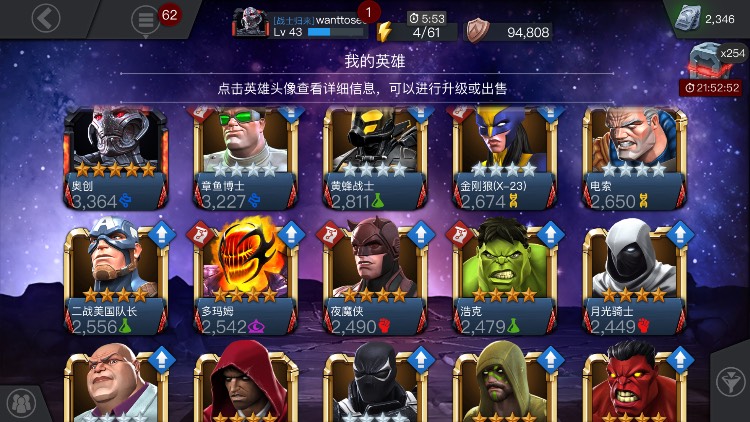 62
[战士归来]wanttose
Lv 43
1
5:53
4/61
94,808
2,346
x254
21:52:52
我的英雄
点击英雄头像查看详细信息，可以进行升级或出售
奥创
3,364
章鱼博士
3,227
黄蜂战士
2,811
金刚狼(X-23)
2,674
电索
2,650
二战美国队长
2,556
多玛姆
2,542
夜魔侠
2,490
浩克
2,479
月光骑士
2,449